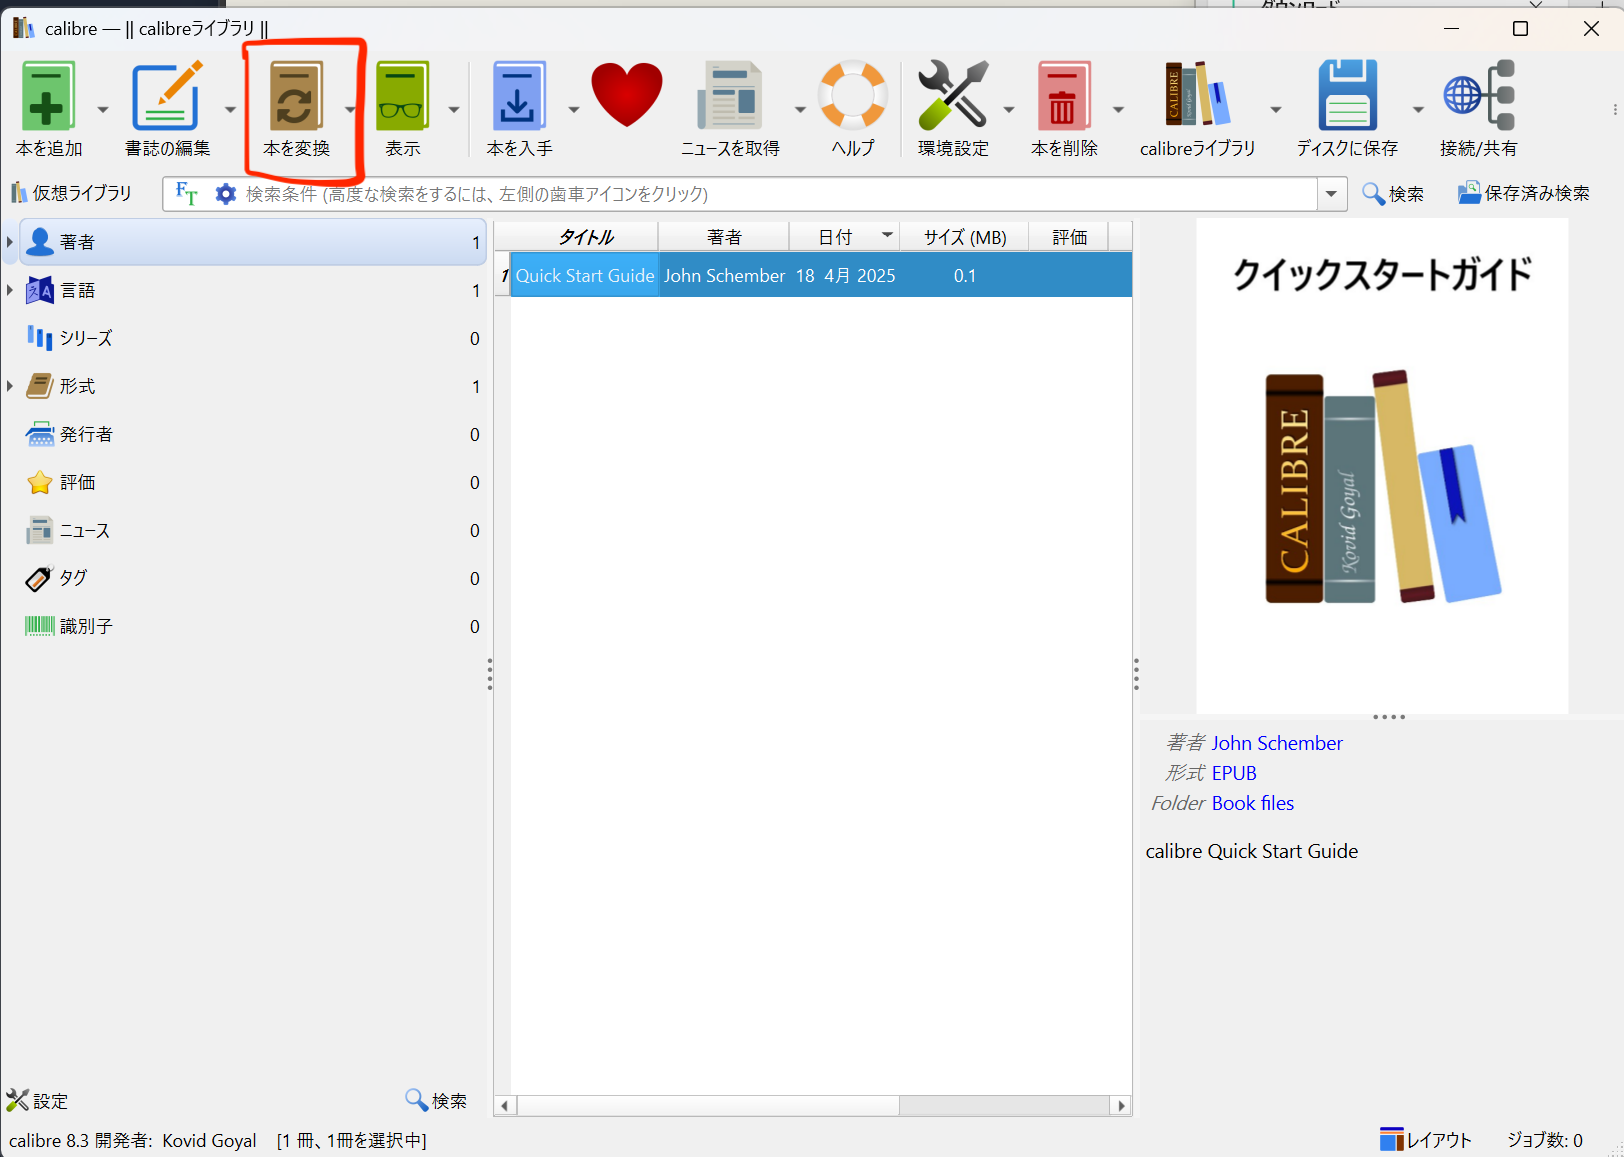 calibre — || calibreライブラリ ||
本を追加 書誌の編集 本を変換 表示 本を入手 ニュースを取得 ヘルプ 環境設定 本を削除 calibreライブラリ ディスクに保存 接続/共有
仮想ライブラリ 検索条件 (高度な検索をするには、左側の歯車アイコンをクリック) 検索 保存済み検索
著者 1
言語 1
シリーズ 0
形式 1
発行者 0
評価 0
ニュース 0
タグ 0
識別子 0
タイトル 著者 日付 サイズ (MB) 評価
1 Quick Start Guide John Schember 18 4月 2025 0.1
クイックスタートガイド
CALIBRE
Kovid Goyal
著者 John Schember
形式 EPUB
Folder Book files
calibre Quick Start Guide
設定 検索
calibre 8.3 開発者: Kovid Goyal [1 冊、1冊を選択中] レイアウト ジョブ数: 0